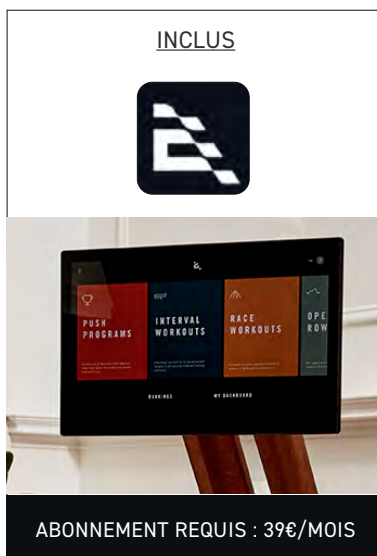 INCLUS
PUSH
PROGRAMS
INTERVAL
WORKOUTS
RACE
WORKOUTS
OPE
ROW
RANKINGS
MY DASHBOARD
ABONNEMENT REQUIS : 39€/MOIS